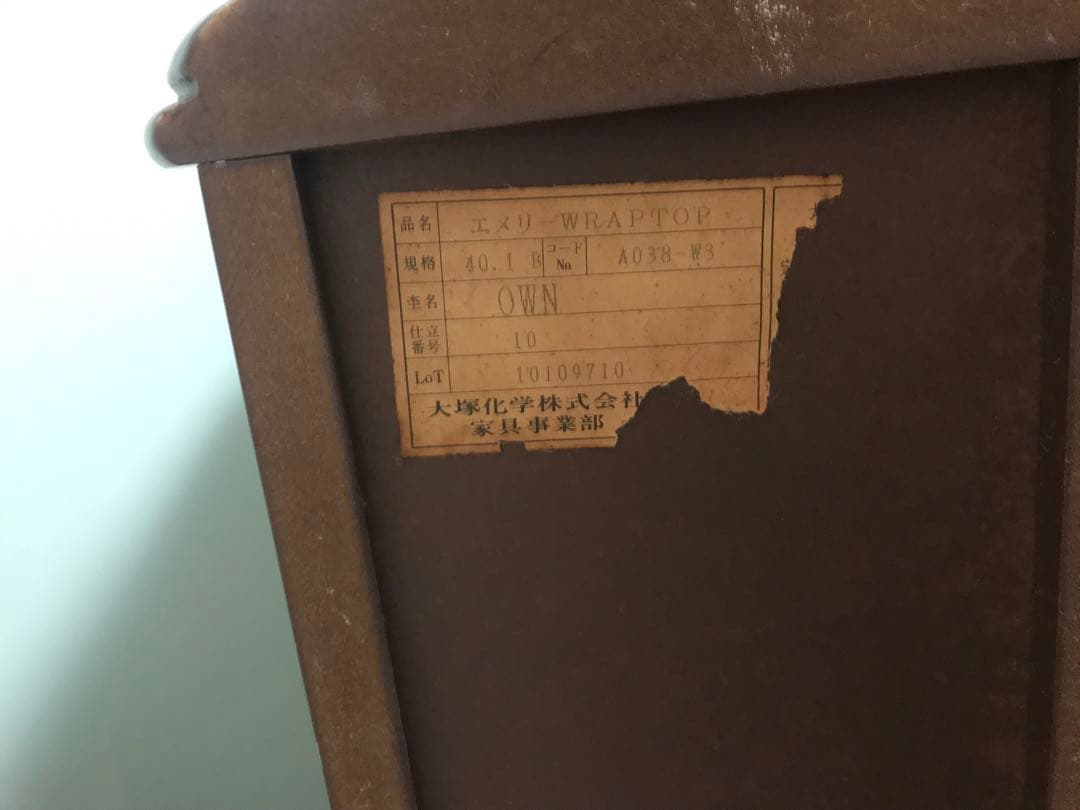 品名 エメリーWRAPTOP
規格 40.1 B コードNo. A038-W3
杢名 OWN
仕立番号 10
LoT 10109710
大塚化学株式会社
家具事業部